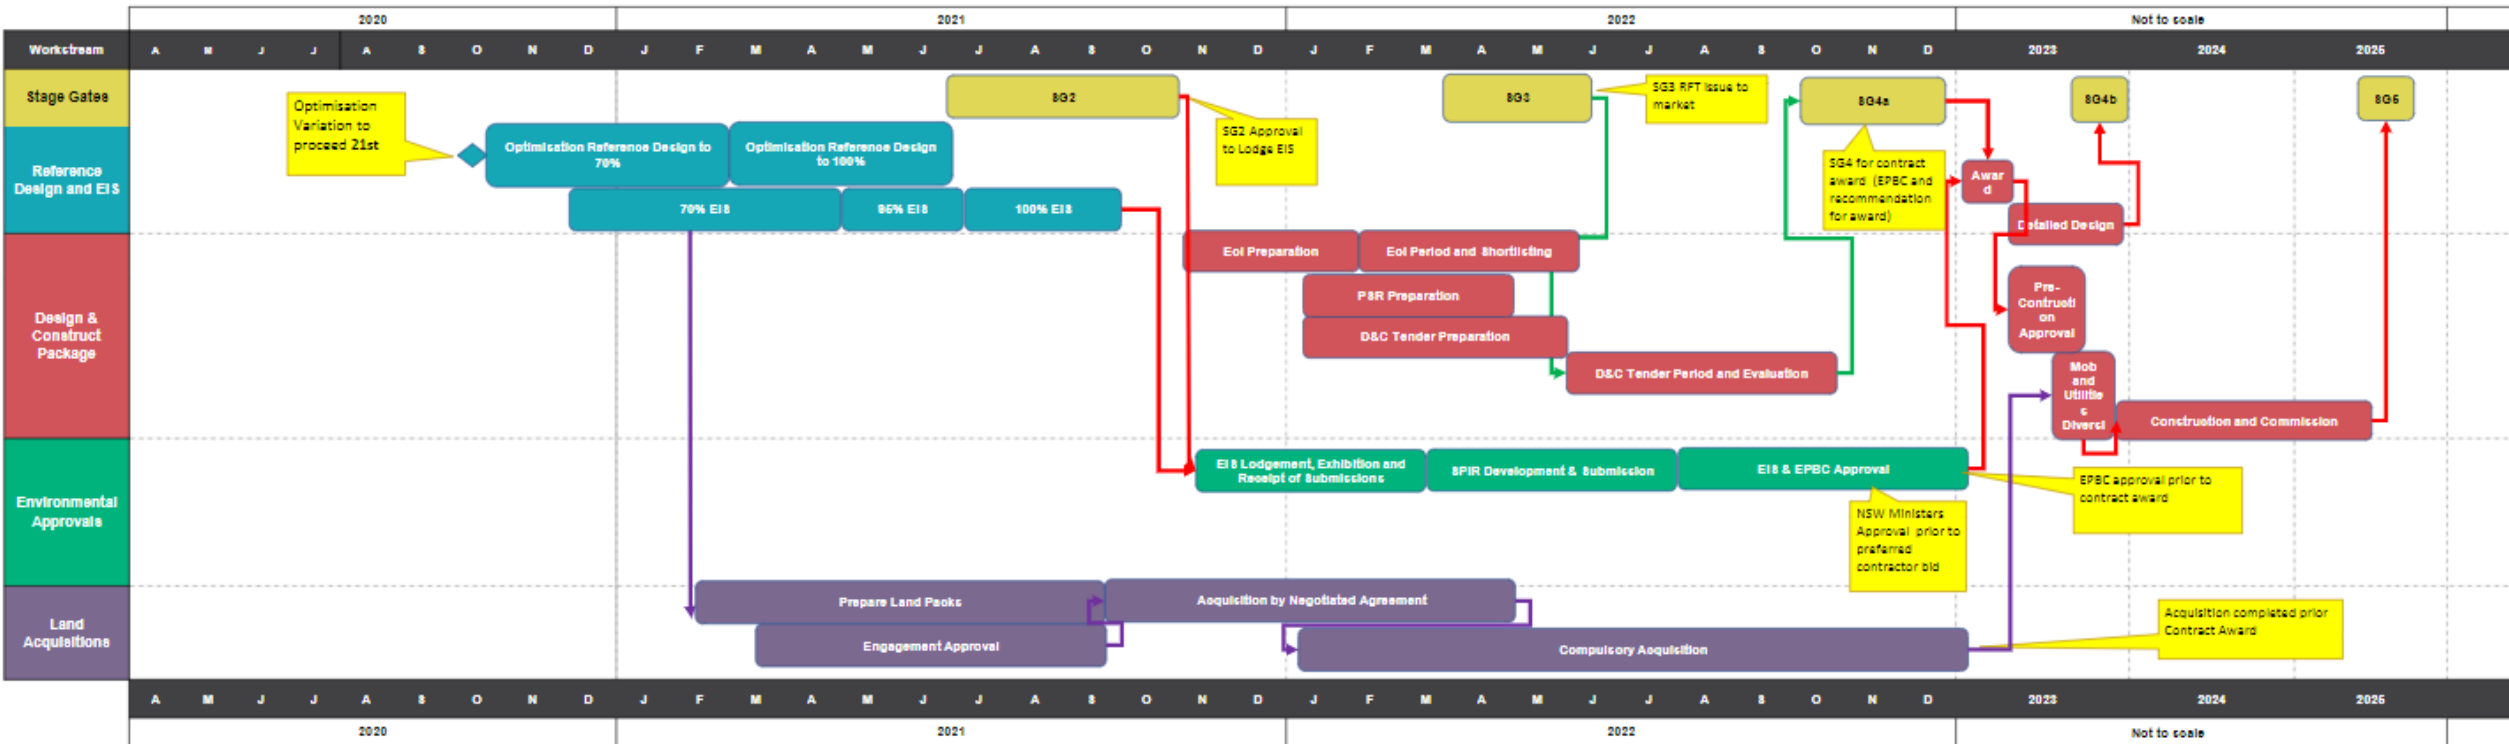 2020 2021 2022 Not to scale
Workstream A M J J A S O N D J F M A M J J A S O N D J F M A M J J A S O N D 2023 2024 2025
Stage Gates
SG2
SG3
SG4a
SG4b
SG5
Optimisation
Variation to
proceed 21st
SG2 Approval
to Lodge EIS
SG3 RFT Issue to
market
SG4 for contract
award (EPBC and
recommendation
for award)
Reference
Design and EIS
Optimisation Reference Design to
70%
Optimisation Reference Design
to 100%
70% EIS
95% EIS
100% EIS
Awar
d
Detailed Design
Design &
Construct
Package
EoI Preparation
EoI Period and Shortlisting
PSR Preparation
D&C Tender Preparation
D&C Tender Period and Evaluation
Pre-
Contructi
on
Approval
Mob
and
Utilitie
s
Diversi
Construction and Commission
Environmental
Approvals
EIS Lodgement, Exhibition and
Receipt of Submissions
SPIR Development & Submission
EIS & EPBC Approval
NSW Ministers
Approval prior to
preferred
contractor bid
EPBC approval prior to
contract award
Land
Acquisitions
Prepare Land Packs
Engagement Approval
Acquisition by Negotiated Agreement
Compulsory Acquisition
Acquisition completed prior
Contract Award
A M J J A S O N D J F M A M J J A S O N D J F M A M J J A S O N D 2023 2024 2025
2020 2021 2022 Not to scale